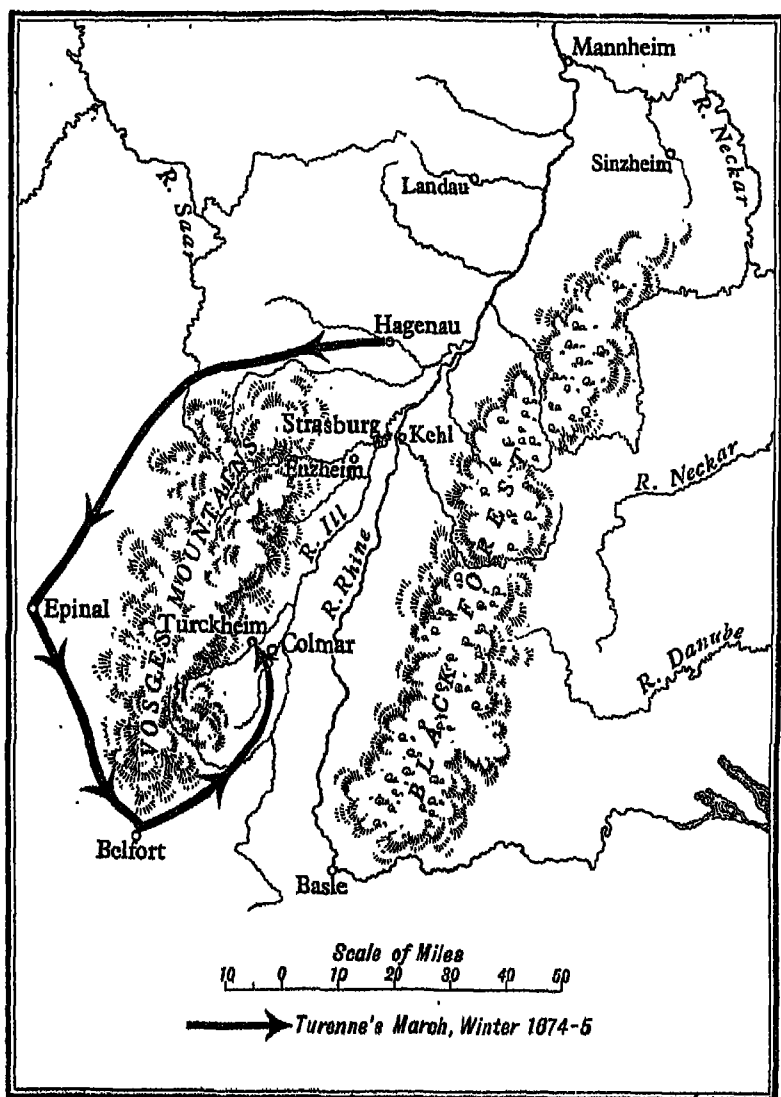 Mannheim
R. Neckar
Sinzheim
Landau
R. Saar
Hagenau
Strasburg
Kehl
Enzheim
R. Neckar
R. Ill
R. Rhine
VOSGES MOUNTAINS
BLACK FOREST
Epinal
Turckheim
Colmar
R. Danube
Belfort
Basle
Scale of Miles
10 0 10 20 30 40 50
Turenne's March, Winter 1674-5